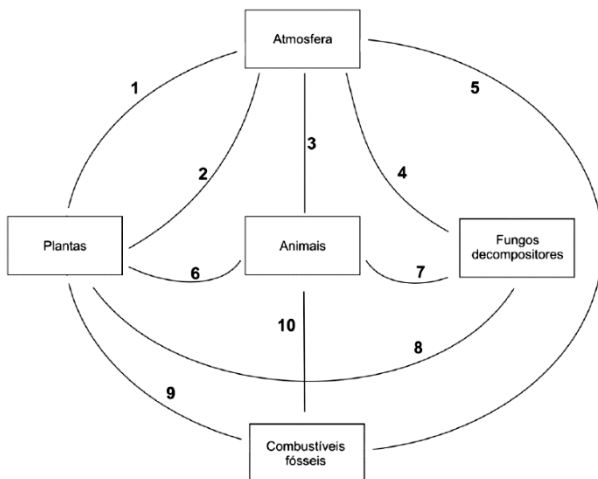 Atmosfera
1
5
2
3
4
Plantas
Animais
Fungos
decompositores
6
7
10
8
9
Combustíveis
fósseis